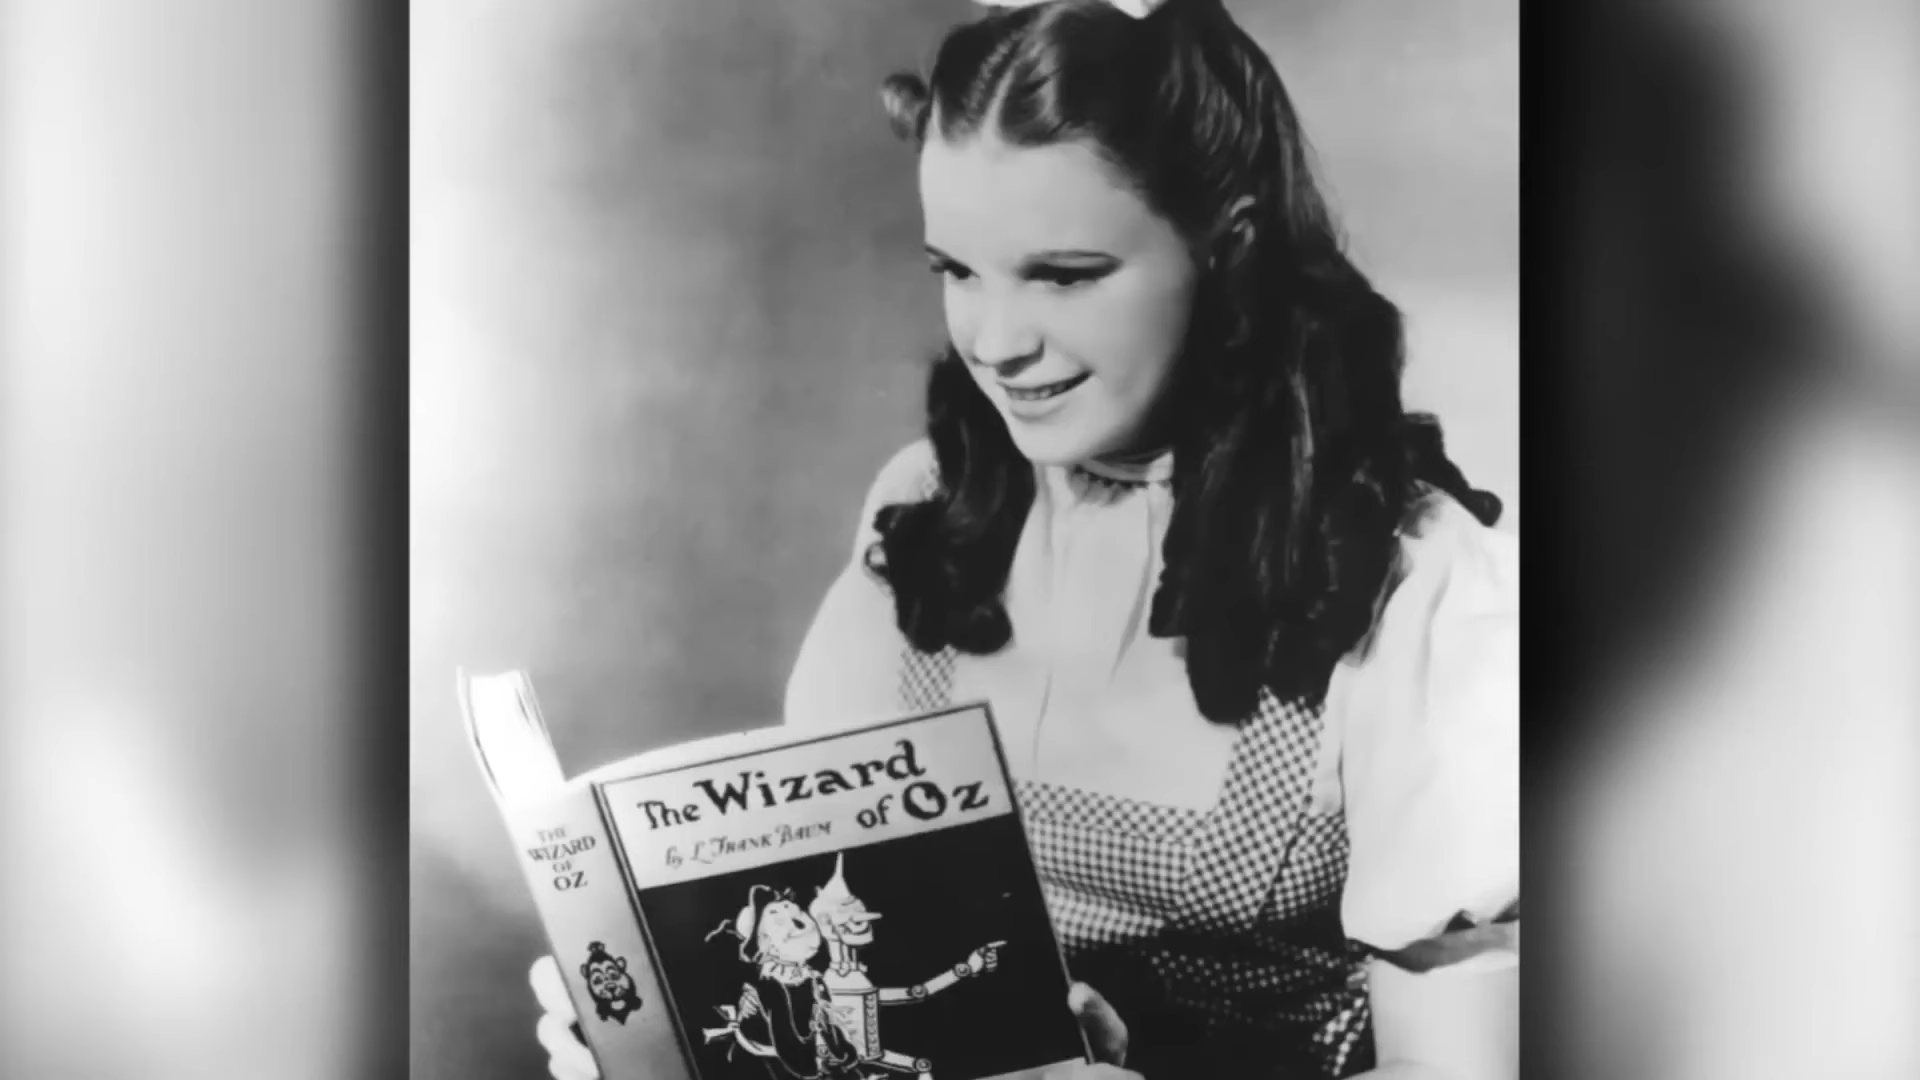 The Wizard
of Oz
by L. Frank Baum
THE
WIZARD
OF
OZ